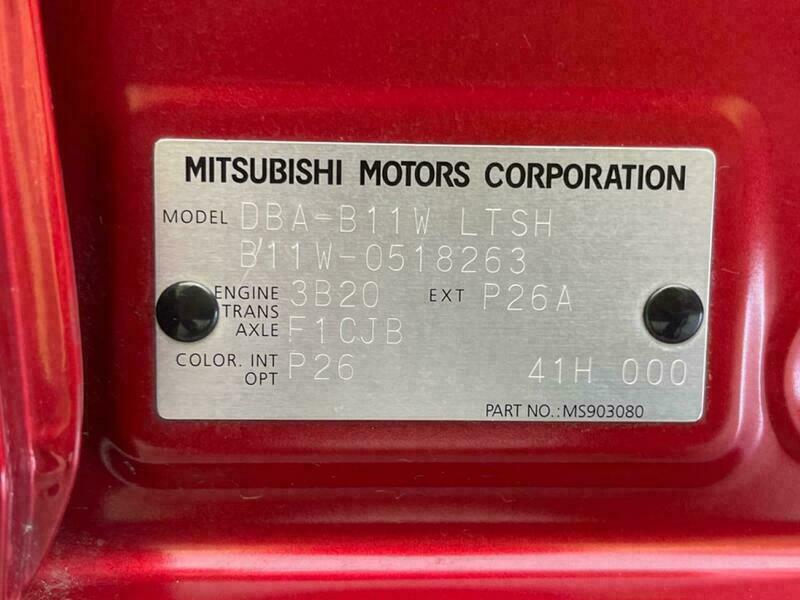 MITSUBISHI MOTORS CORPORATION
MODEL DBA-B11W LTSH
B11W-0518263
ENGINE 3B20 EXT P26A
TRANS
AXLE F1CJB
COLOR. INT P26
OPT 41H 000
PART NO.: MS903080